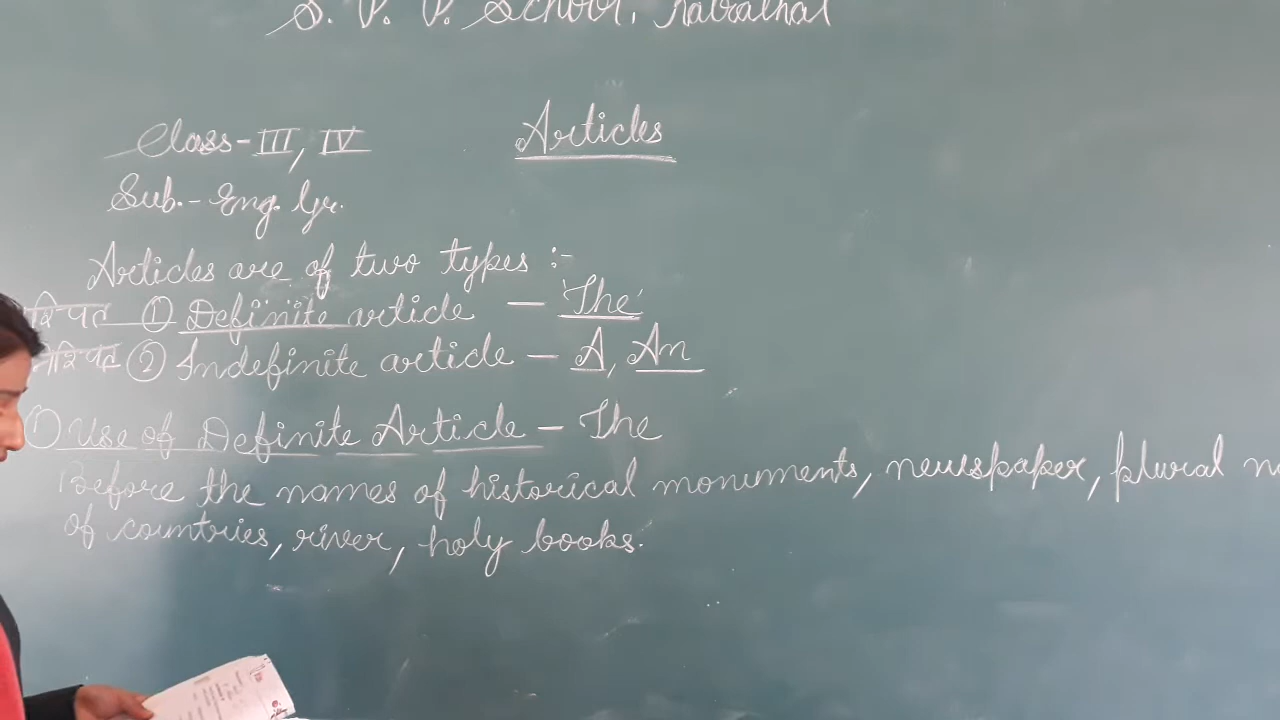 S. V. V. School,
Class-III, IV
Articles
Sub.- Eng. Gr.
Articles are of two types :-
① Definite article — 'The'
② Indefinite article — A, An
① Use of Definite Article — The
Before the names of historical monuments, newspaper, plural
of countries, river, holy books.